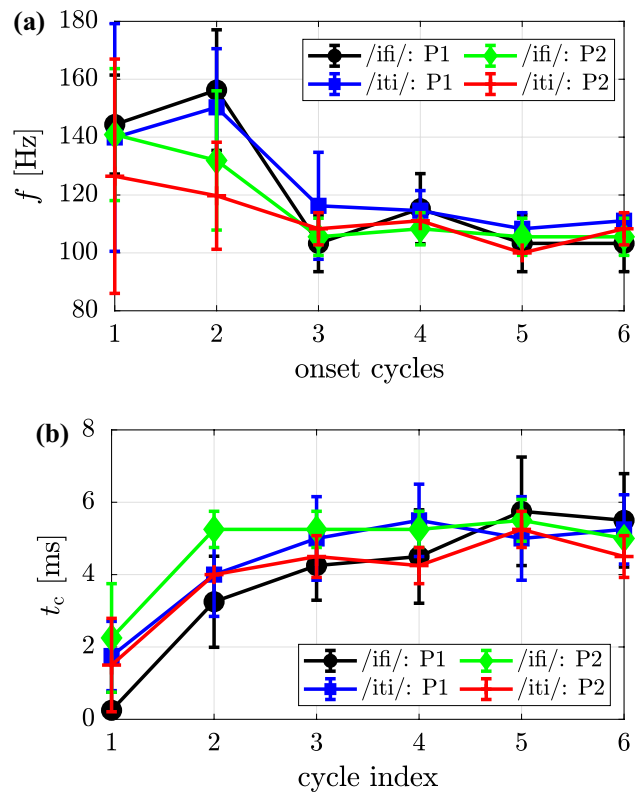 (a)
180
160
140
120
100
80
f [Hz]
/ifi/: P1 /ifi/: P2
/iti/: P1 /iti/: P2
1 2 3 4 5 6
onset cycles
(b)
8
6
4
2
0
t_c [ms]
/ifi/: P1 /ifi/: P2
/iti/: P1 /iti/: P2
1 2 3 4 5 6
cycle index